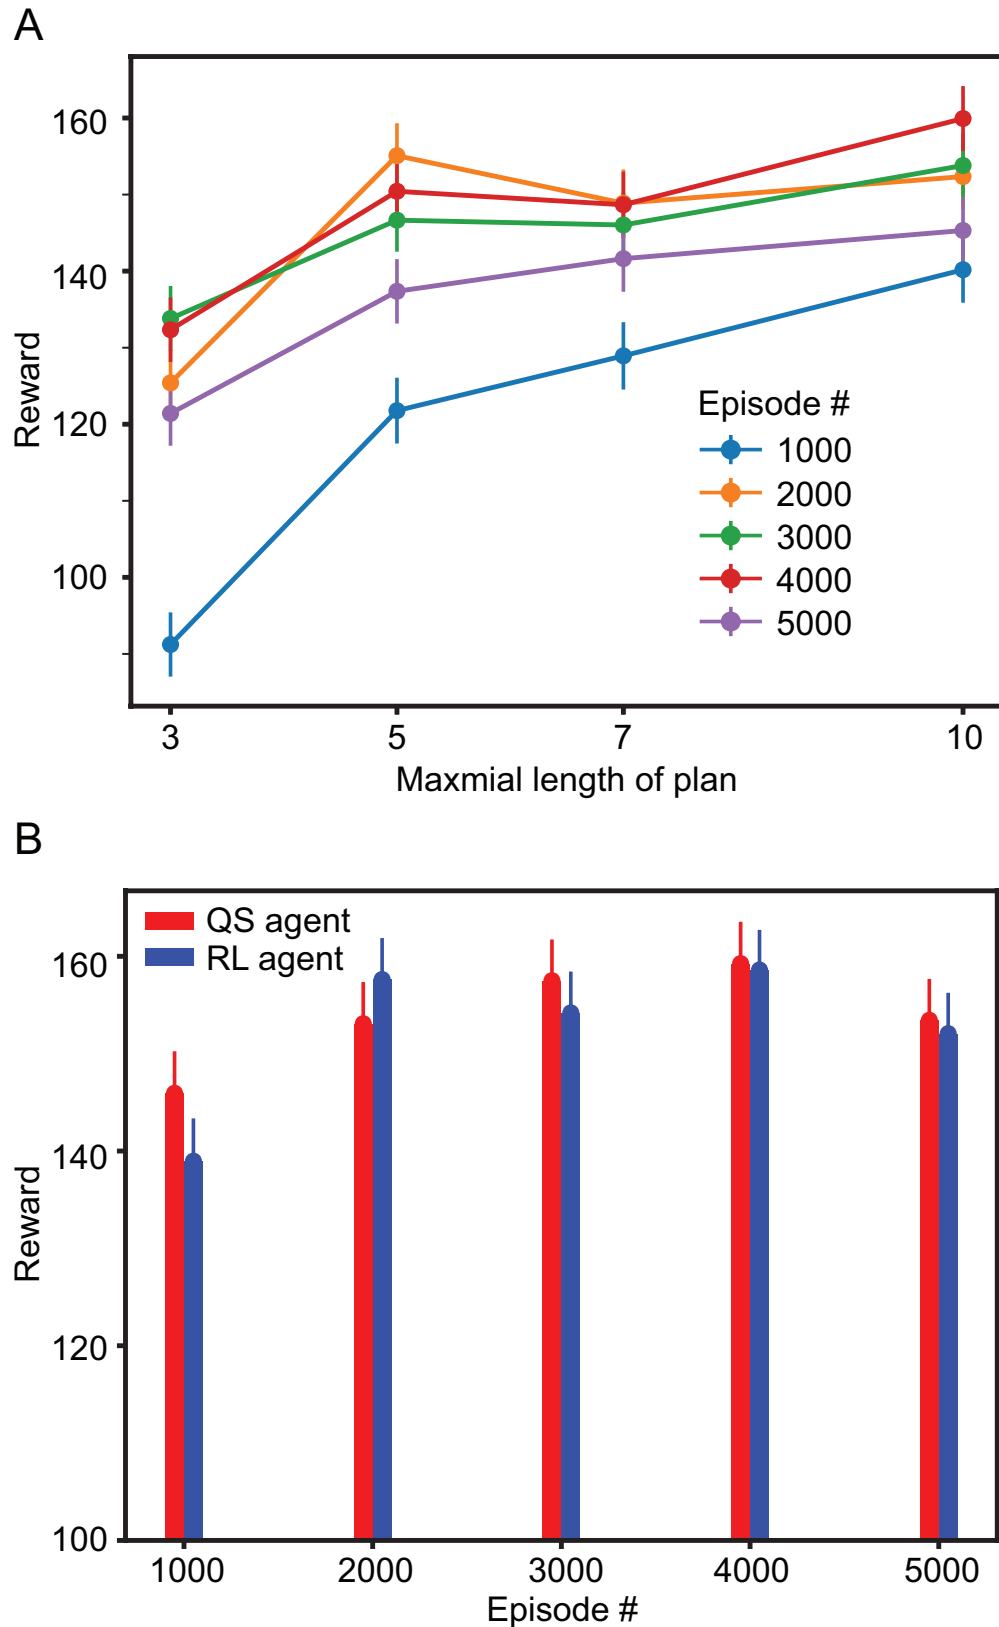 A
160
140
120
100
Reward
Episode #
1000
2000
3000
4000
5000
3 5 7 10
Maxmial length of plan
B
QS agent
RL agent
160
140
120
100
Reward
1000 2000 3000 4000 5000
Episode #